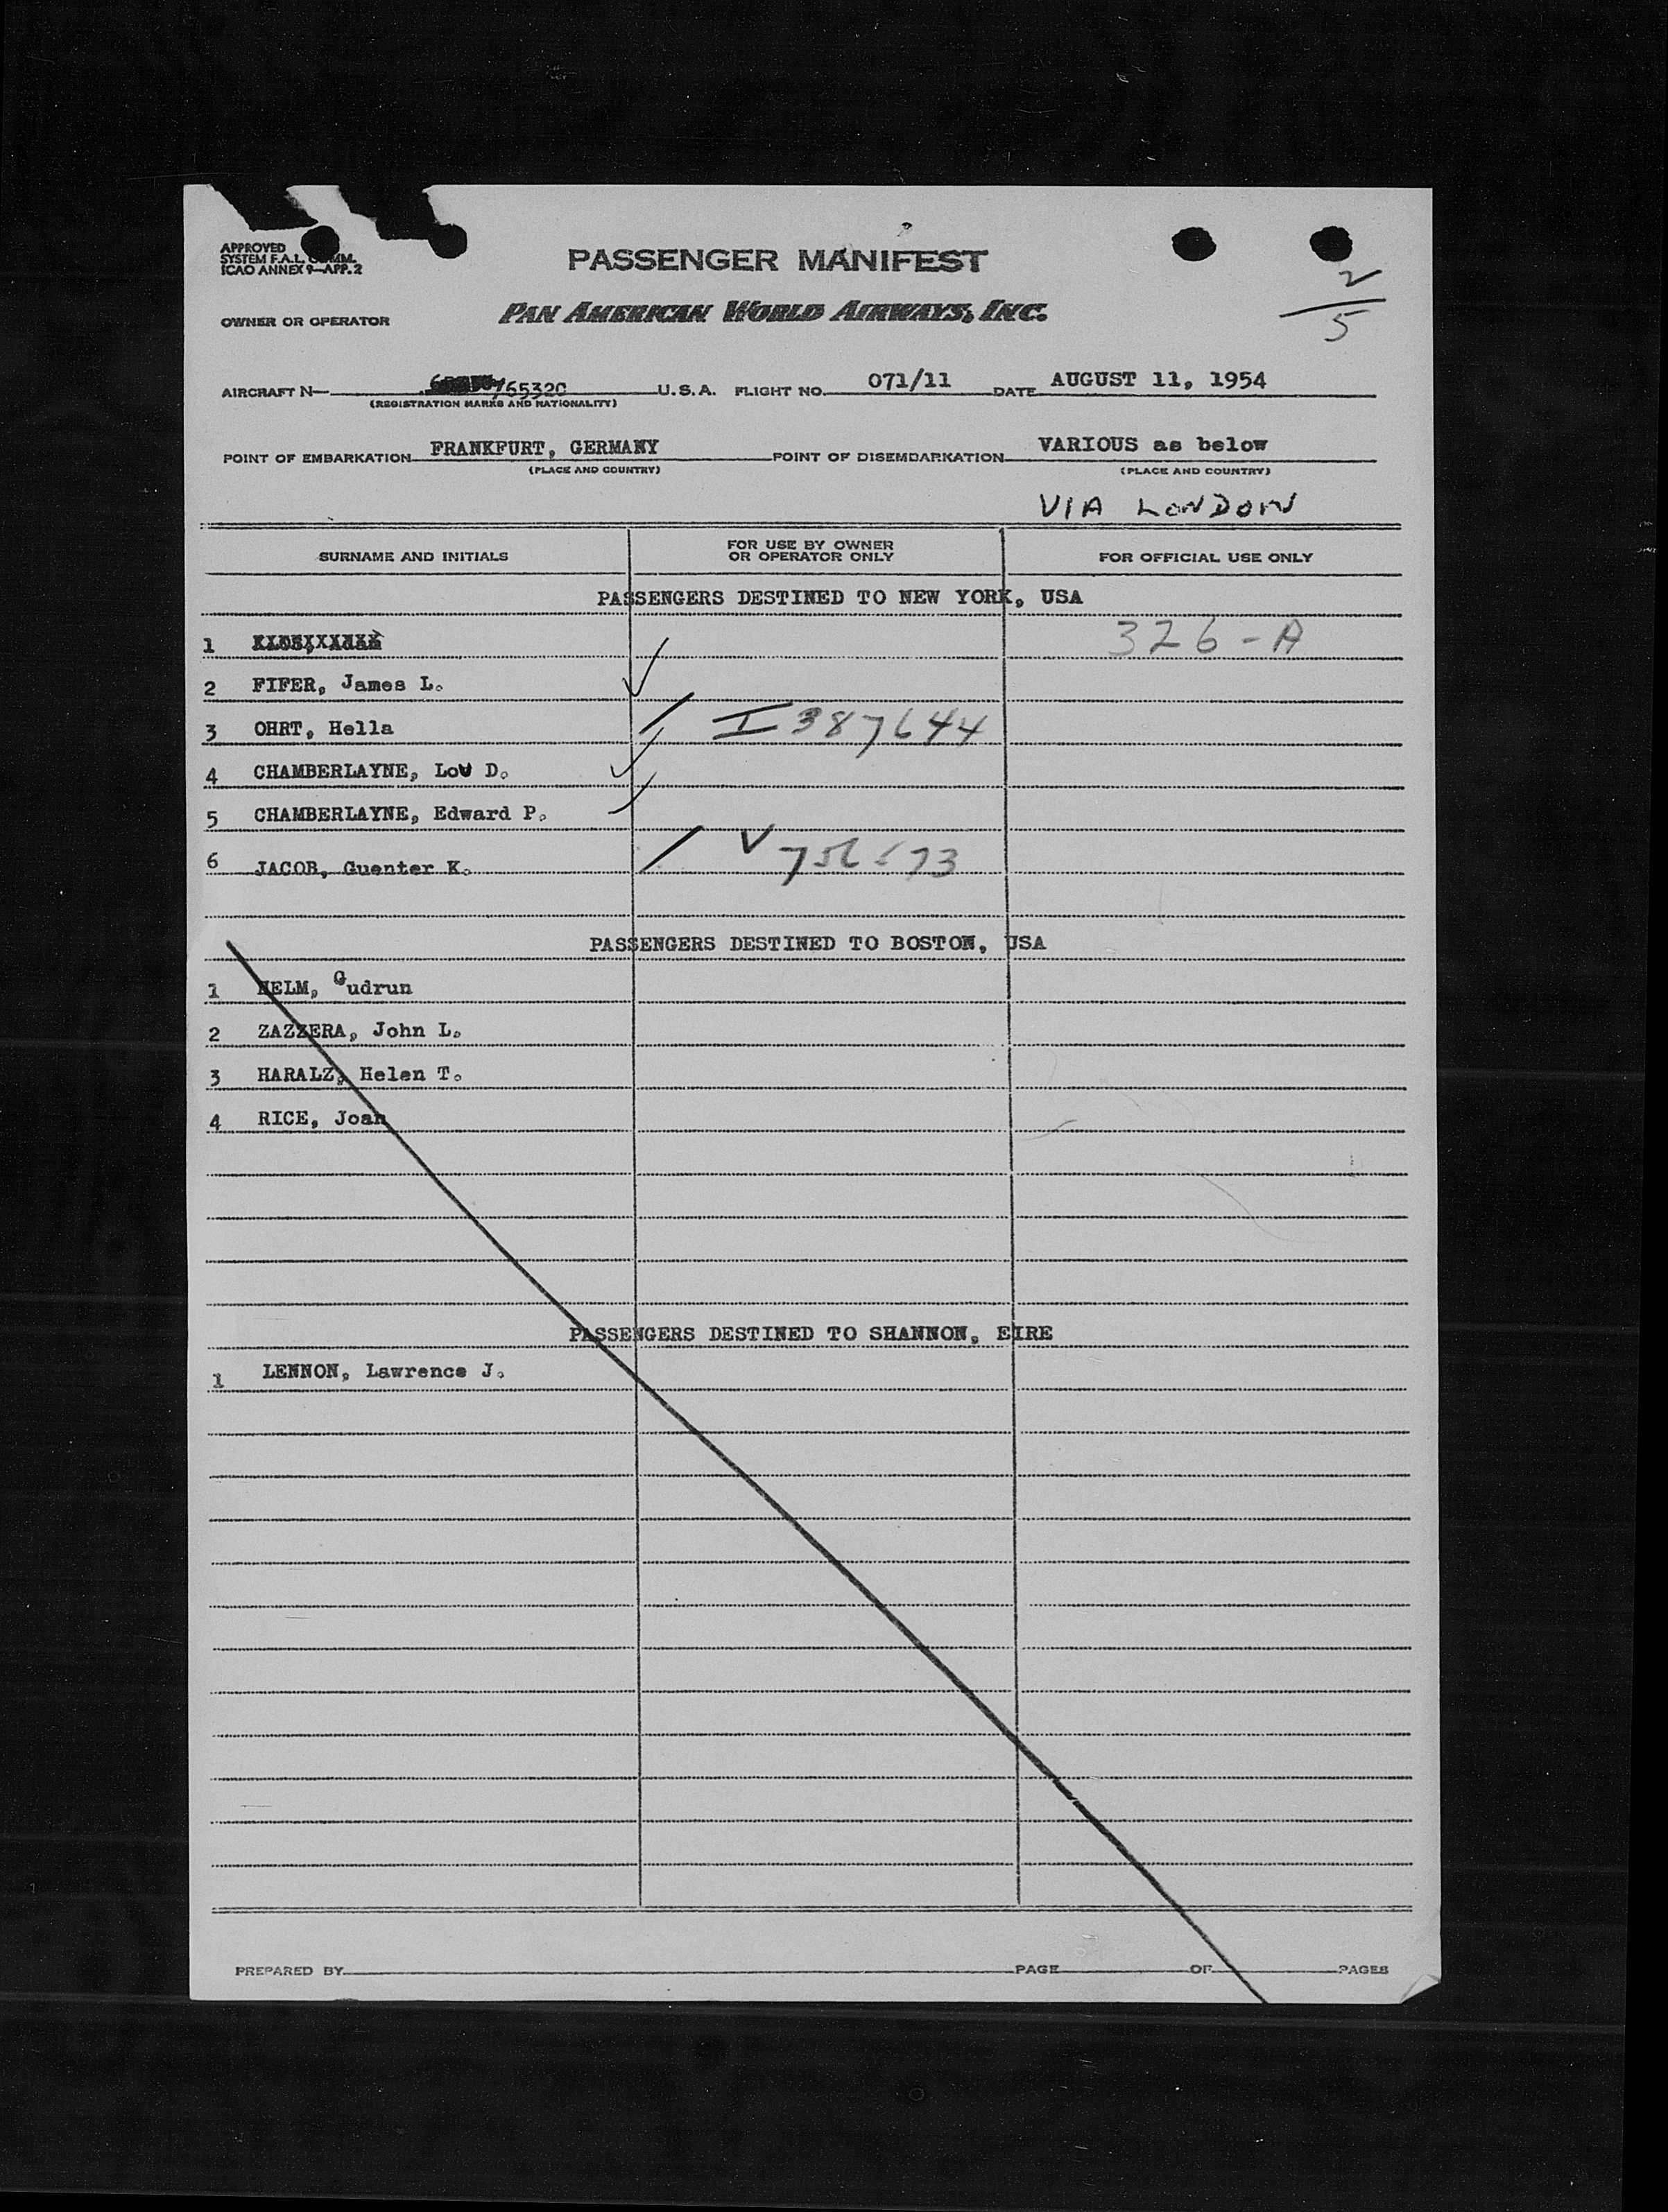 APPROVED
SYSTEM F.A.L. COMM.
ICAO ANNEX 9—APP. 2
PASSENGER MANIFEST
2
5
OWNER OR OPERATOR PAN AMERICAN WORLD AIRWAYS, INC.
AIRCRAFT N— /65320 U.S.A. FLIGHT NO. 071/11 DATE AUGUST 11, 1954
(REGISTRATION MARKS AND NATIONALITY)
POINT OF EMBARKATION FRANKFURT, GERMANY POINT OF DISEMBARKATION VARIOUS as below
(PLACE AND COUNTRY) (PLACE AND COUNTRY)
VIA LONDON
SURNAME AND INITIALS FOR USE BY OWNER OR OPERATOR ONLY FOR OFFICIAL USE ONLY
PASSENGERS DESTINED TO NEW YORK, USA
1 326-A
2 FIFER, James L.
3 OHRT, Hella I 387644
4 CHAMBERLAYNE, Lou D.
5 CHAMBERLAYNE, Edward P.
6 JACOB, Guenter K. V
PASSENGERS DESTINED TO BOSTON, USA
1 HELM, Gudrun
2 ZAZZERA, John L.
3 HARALZ, Helen T.
4 RICE, Joan
PASSENGERS DESTINED TO SHANNON, EIRE
1 LENNON, Lawrence J.
PREPARED BY PAGE OF PAGES